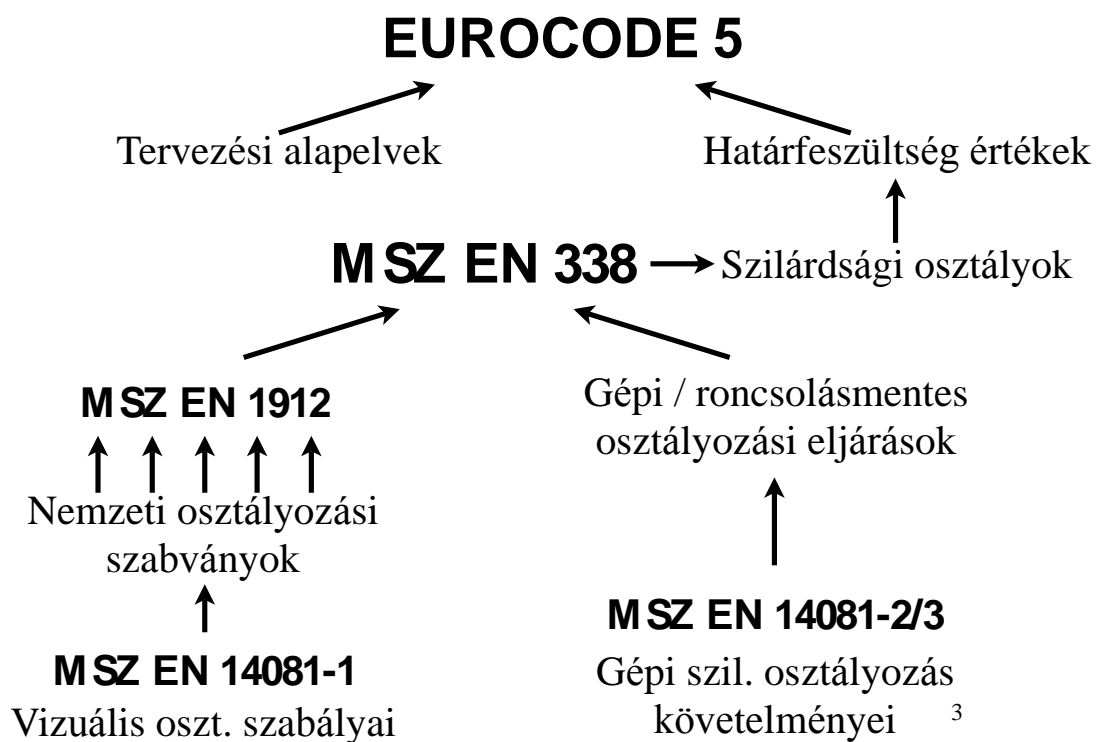 EUROCODE 5
Tervezési alapelvek
Határfeszültség értékek
MSZ EN 338
Szilárdsági osztályok
MSZ EN 1912
Nemzeti osztályozási
szabványok
MSZ EN 14081-1
Vizuális oszt. szabályai
Gépi / roncsolásmentes
osztályozási eljárások
MSZ EN 14081-2/3
Gépi szil. osztályozás
követelményei
3